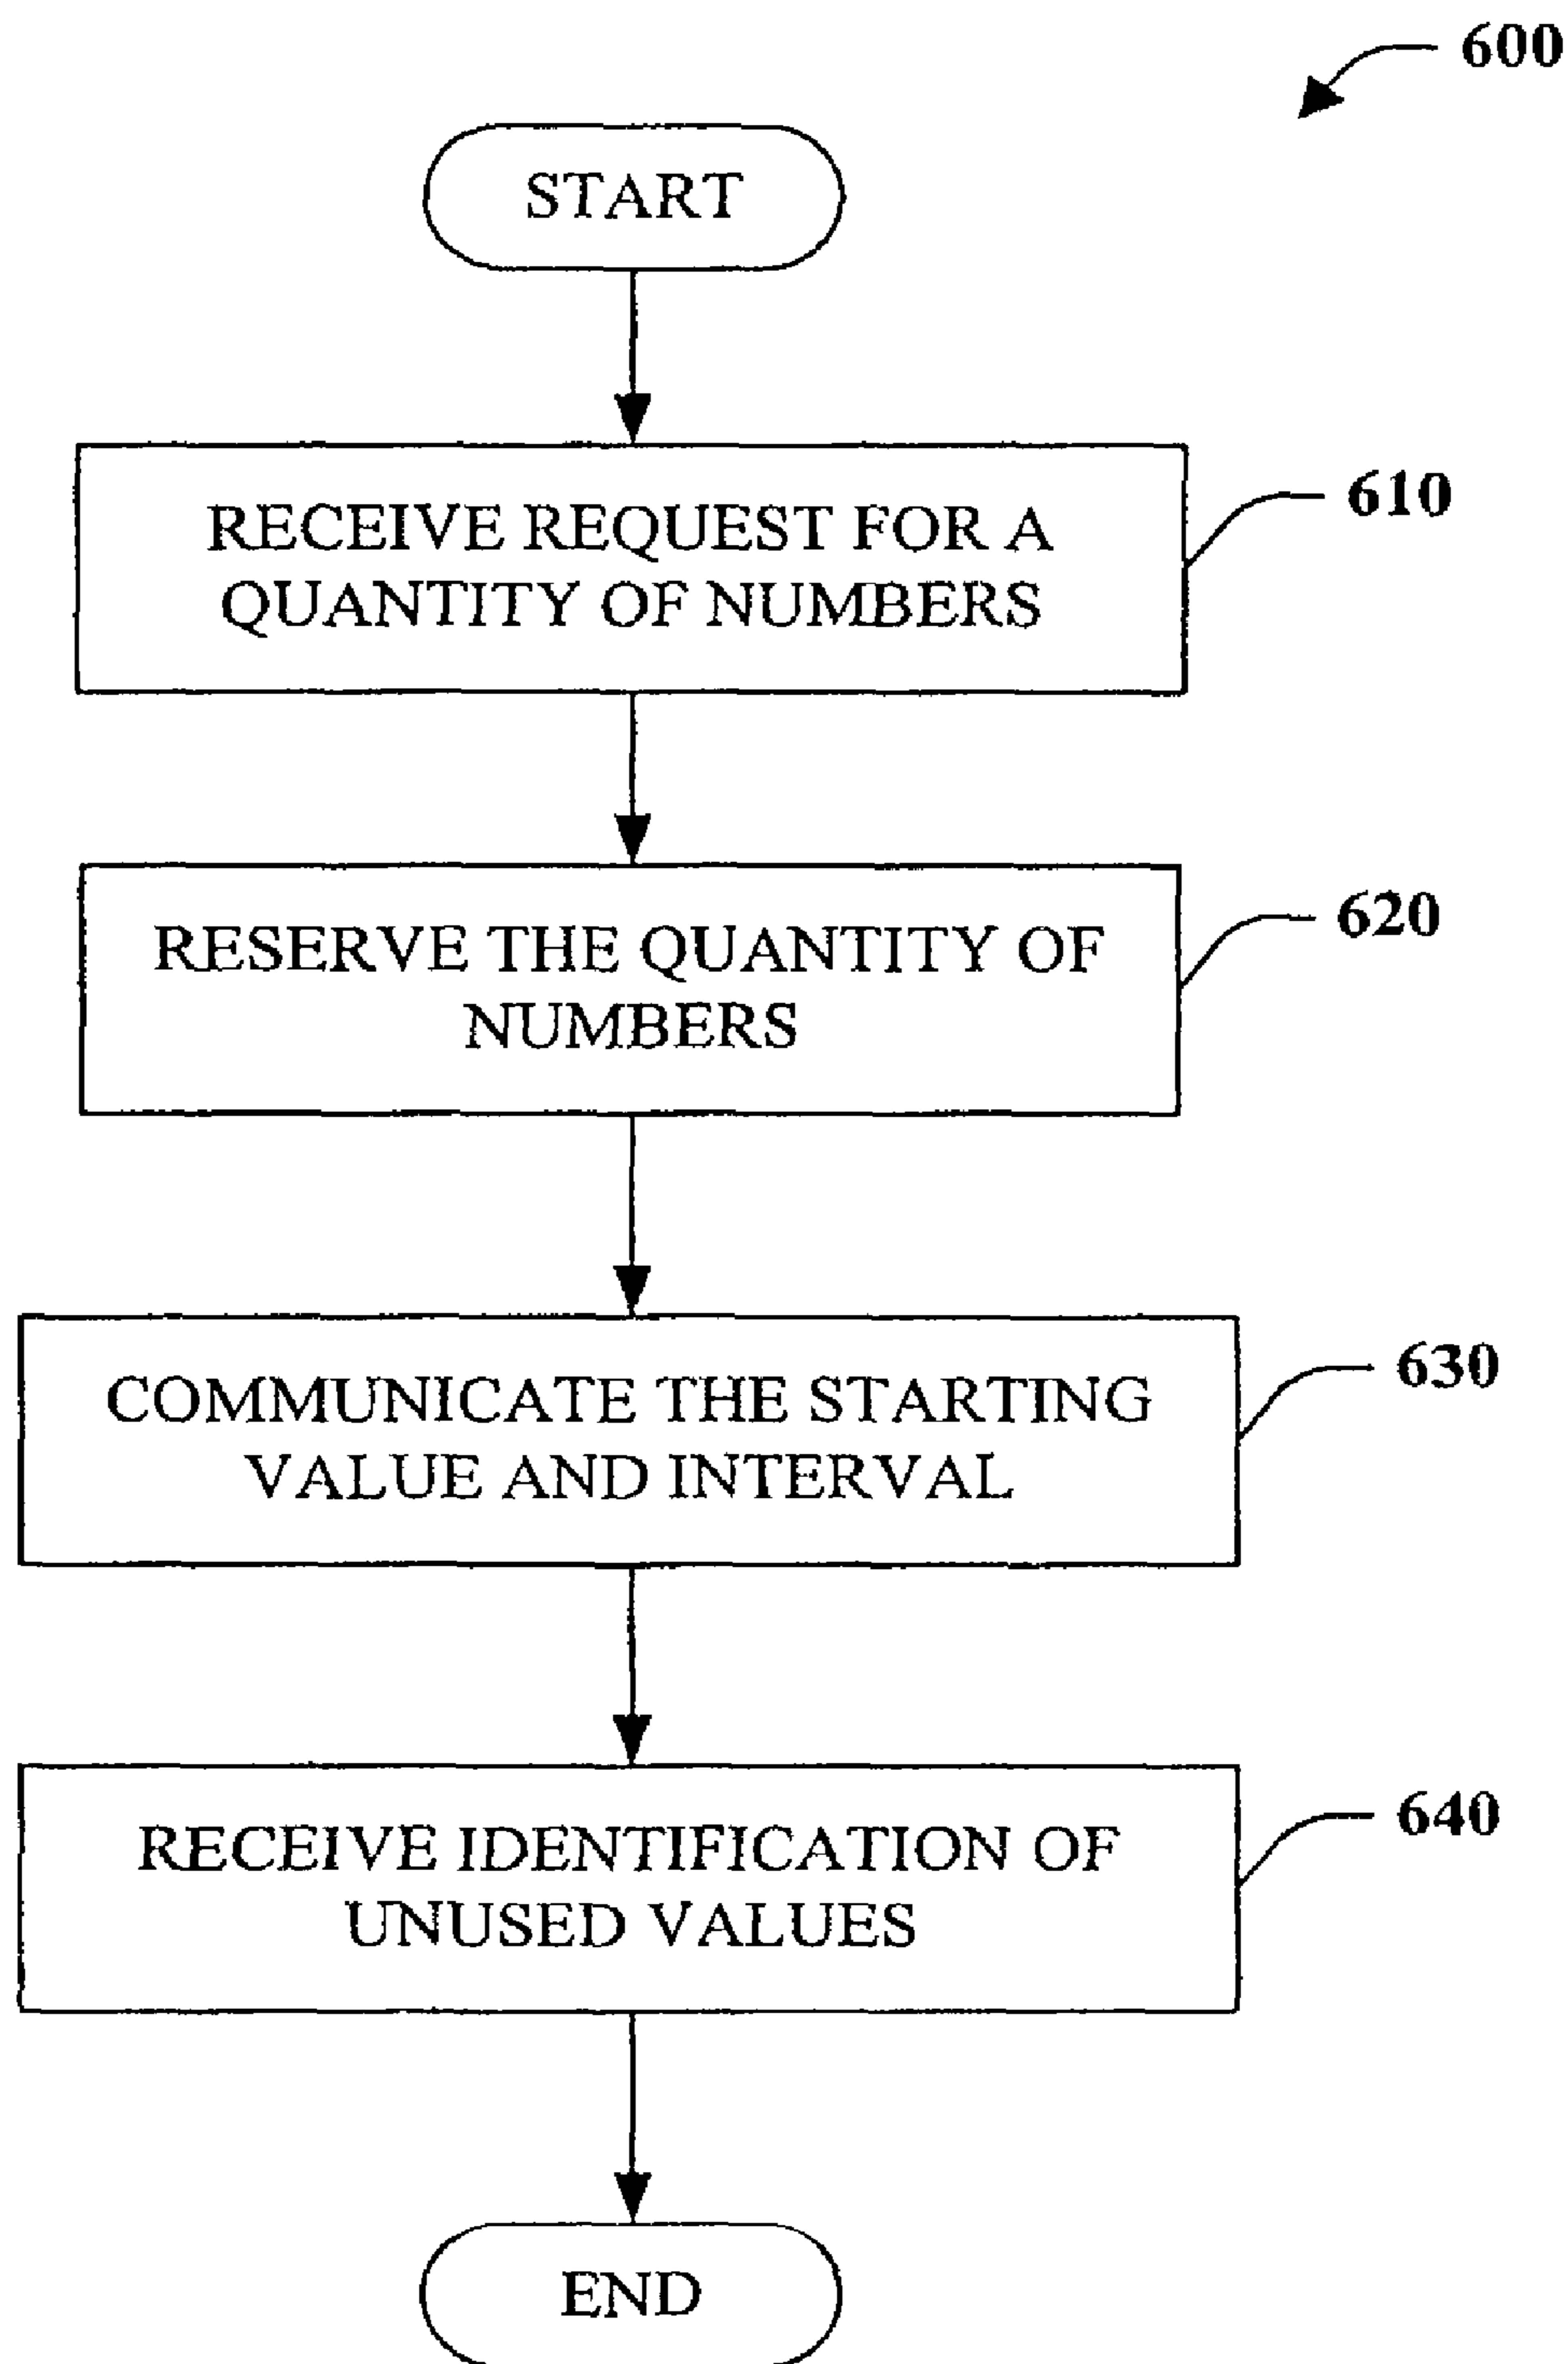 600
START
RECEIVE REQUEST FOR A
QUANTITY OF NUMBERS
610
RESERVE THE QUANTITY OF
NUMBERS
620
COMMUNICATE THE STARTING
VALUE AND INTERVAL
630
RECEIVE IDENTIFICATION OF
UNUSED VALUES
640
END